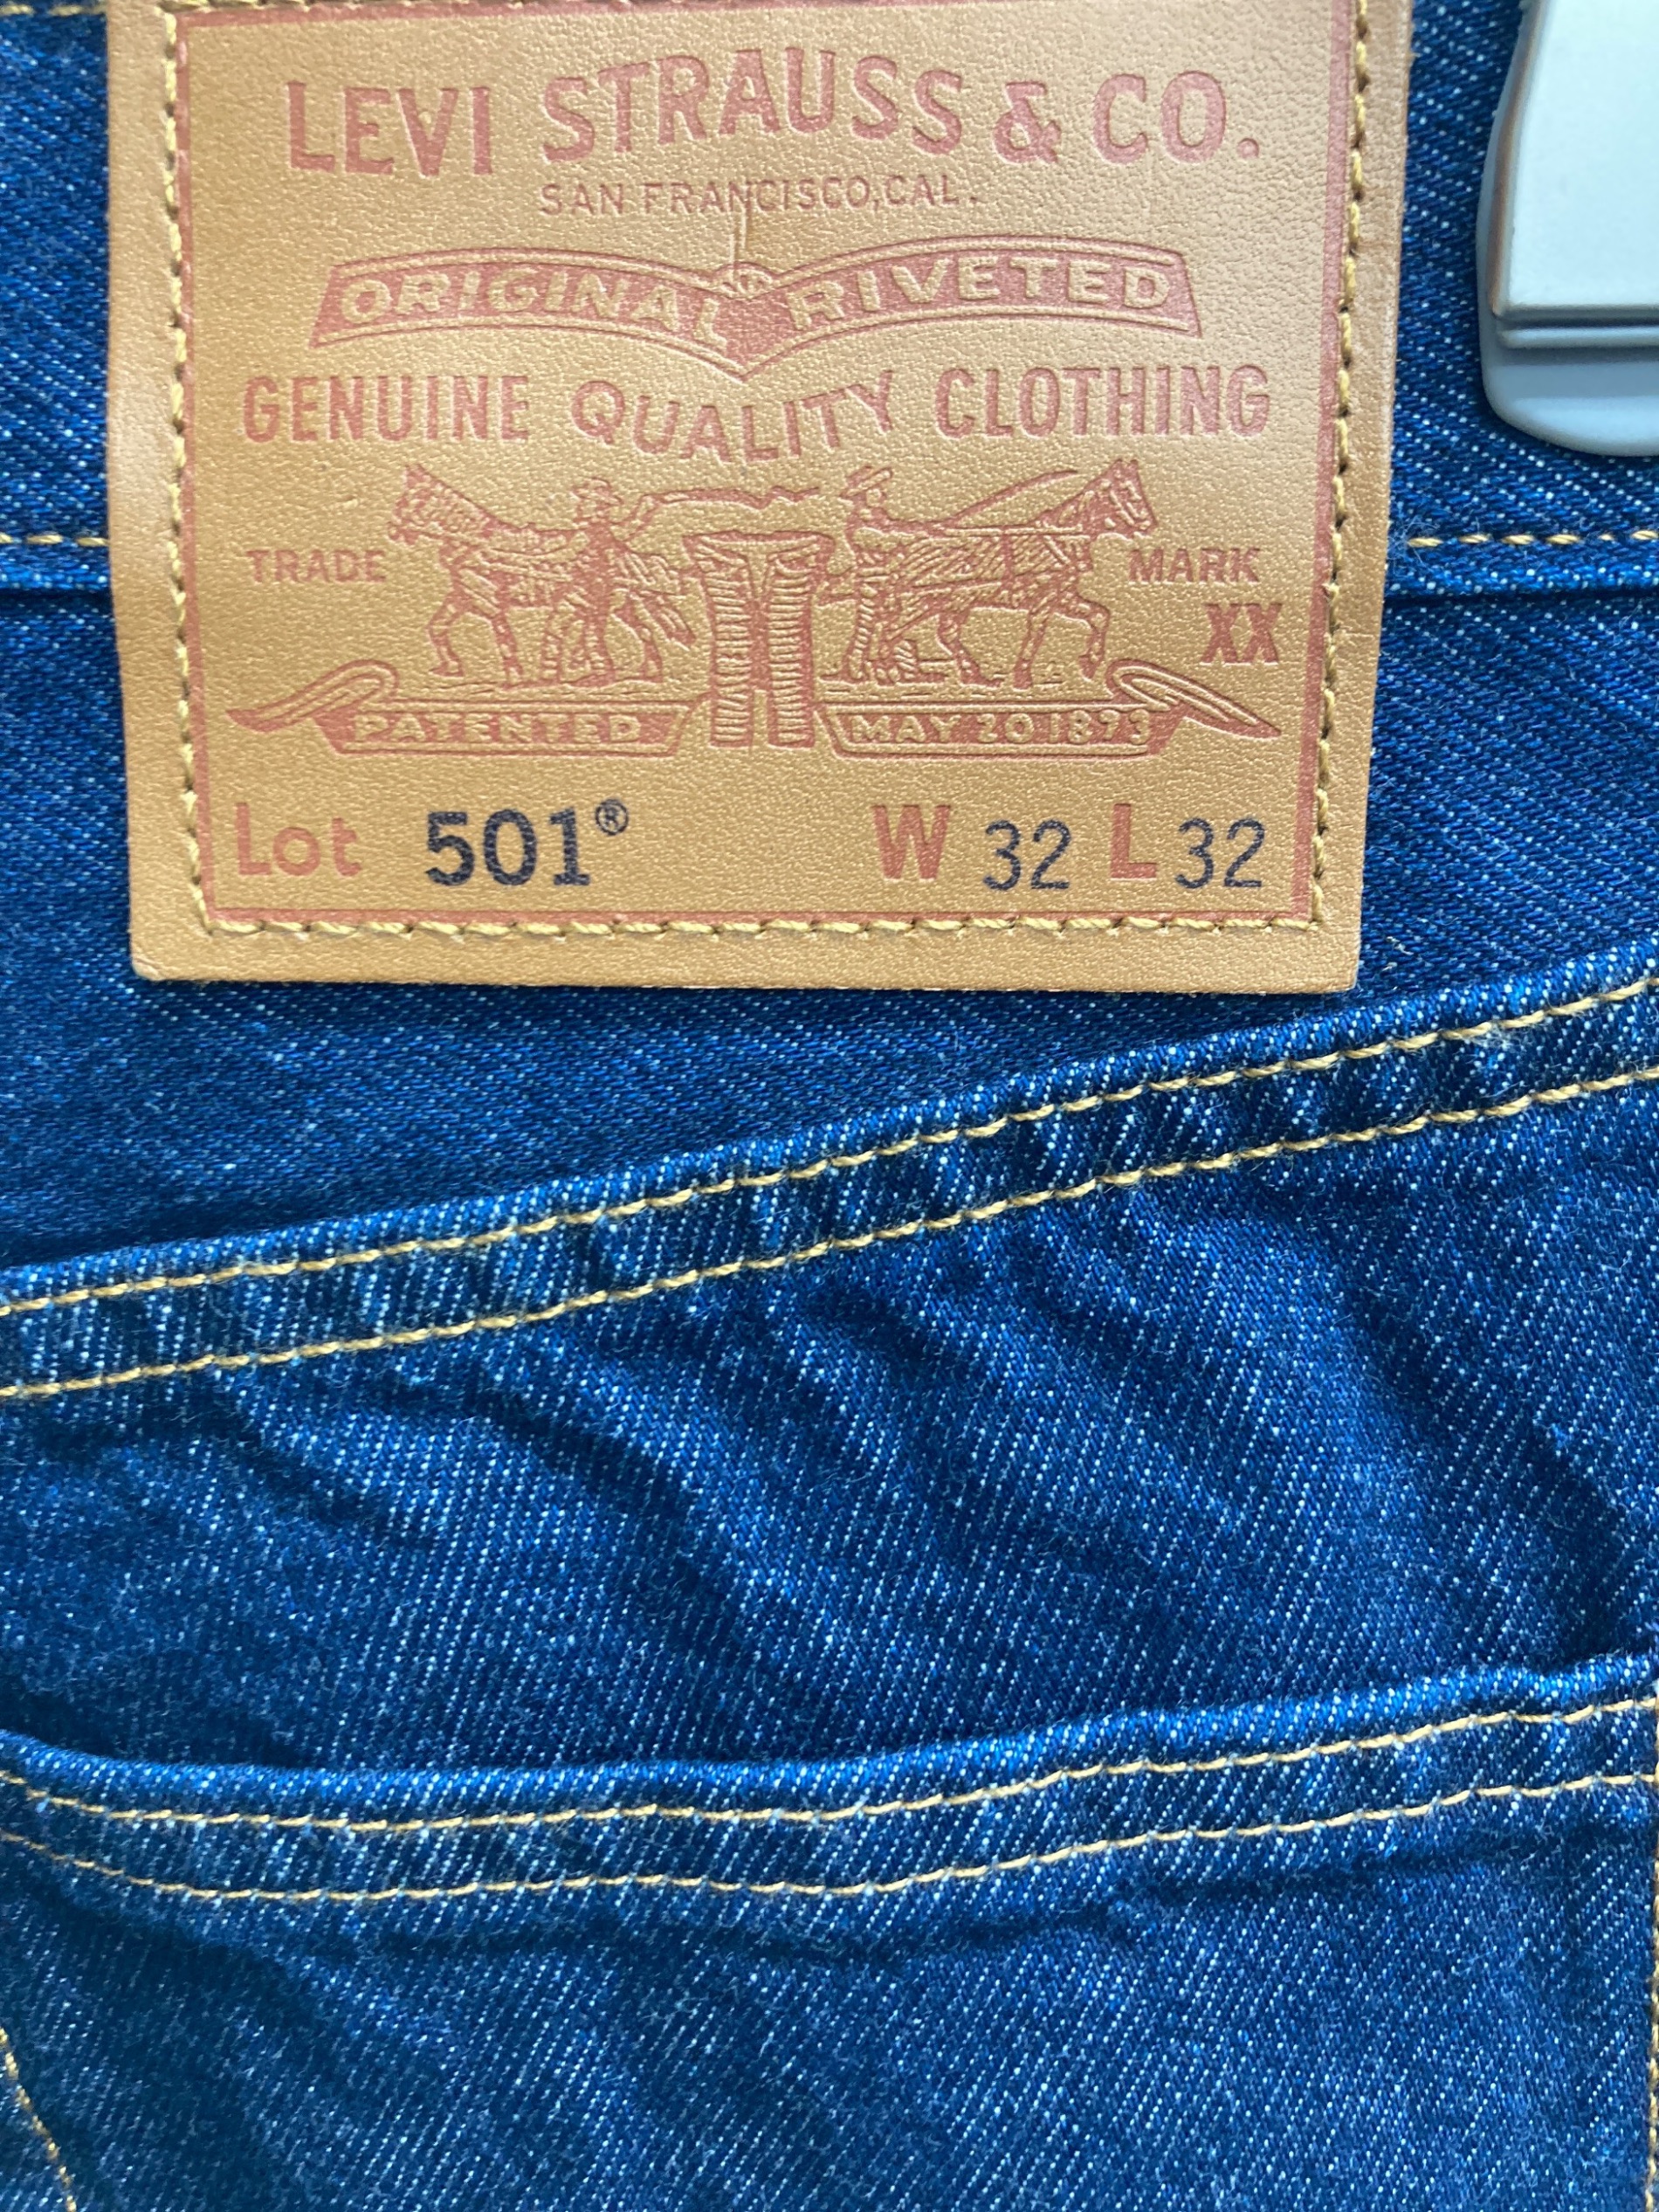 LEVI STRAUSS & CO.
SAN FRANCISCO, CAL.
ORIGINAL RIVETED
GENUINE QUALITY CLOTHING
TRADE MARK
XX
PATENTED MAY 20 1873
Lot 501® W 32 L 32